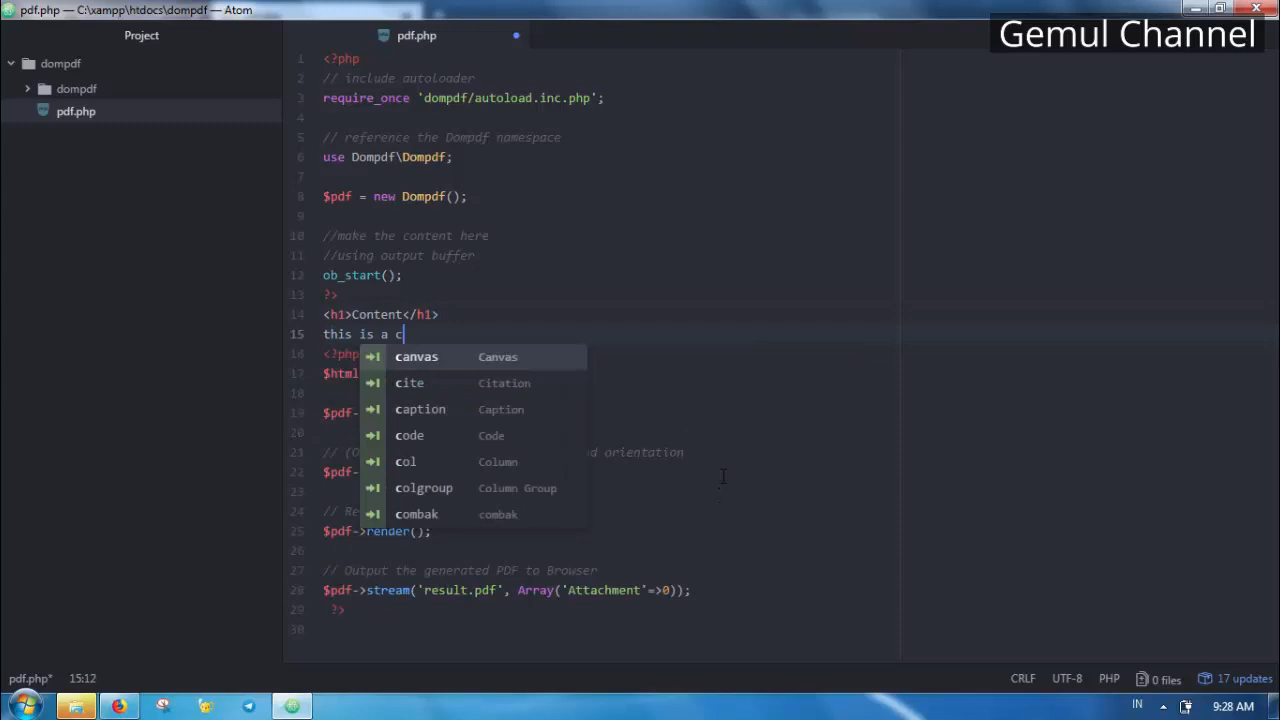 pdf.php — C:\xampp\htdocs\dompdf — Atom
Gemul Channel
Project
pdf.php
dompdf
dompdf
pdf.php
1 <?php
2 // include autoloader
3 require_once 'dompdf/autoload.inc.php';
4
5 // reference the Dompdf namespace
6 use Dompdf\Dompdf;
7
8 $pdf = new Dompdf();
9
10 //make the content here
11 //using output buffer
12 ob_start();
13 ?>
14 <h1>Content</h1>
15 this is a c
16 <?php
17 $html
18
19 $pdf-
20
21 // (O d orientation
22 $pdf-
23
24 // Re
25 $pdf->render();
26
27 // Output the generated PDF to Browser
28 $pdf->stream('result.pdf', Array('Attachment'=>0));
29 ?>
30
canvas Canvas
cite Citation
caption Caption
code Code
col Column
colgroup Column Group
combak combak
pdf.php* 15:12
CRLF UTF-8 PHP 0 files 17 updates
IN 9:28 AM